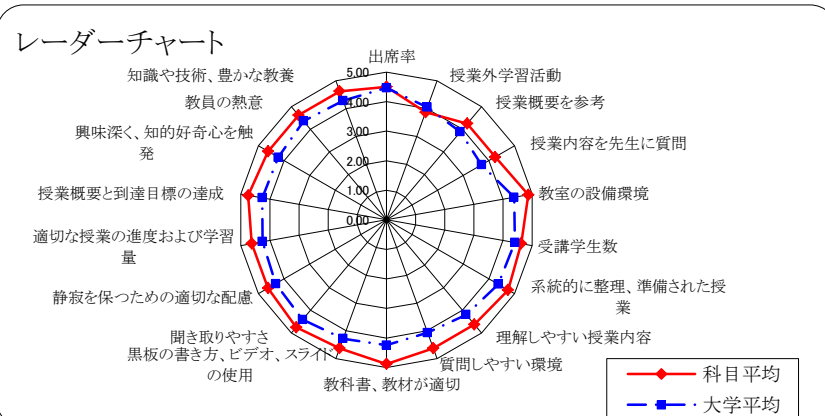 レーダーチャート
出席率
授業外学習活動
授業概要を参考
授業内容を先生に質問
教室の設備環境
受講学生数
系統的に整理、準備された授
業
理解しやすい授業内容
質問しやすい環境
教科書、教材が適切
黒板の書き方、ビデオ、スライド
の使用
聞き取りやすさ
静寂を保つための適切な配慮
適切な授業の進度および学習
量
授業概要と到達目標の達成
興味深く、知的好奇心を触
発
教員の熱意
知識や技術、豊かな教養
5.00
4.00
3.00
2.00
1.00
0.00
科目平均
大学平均